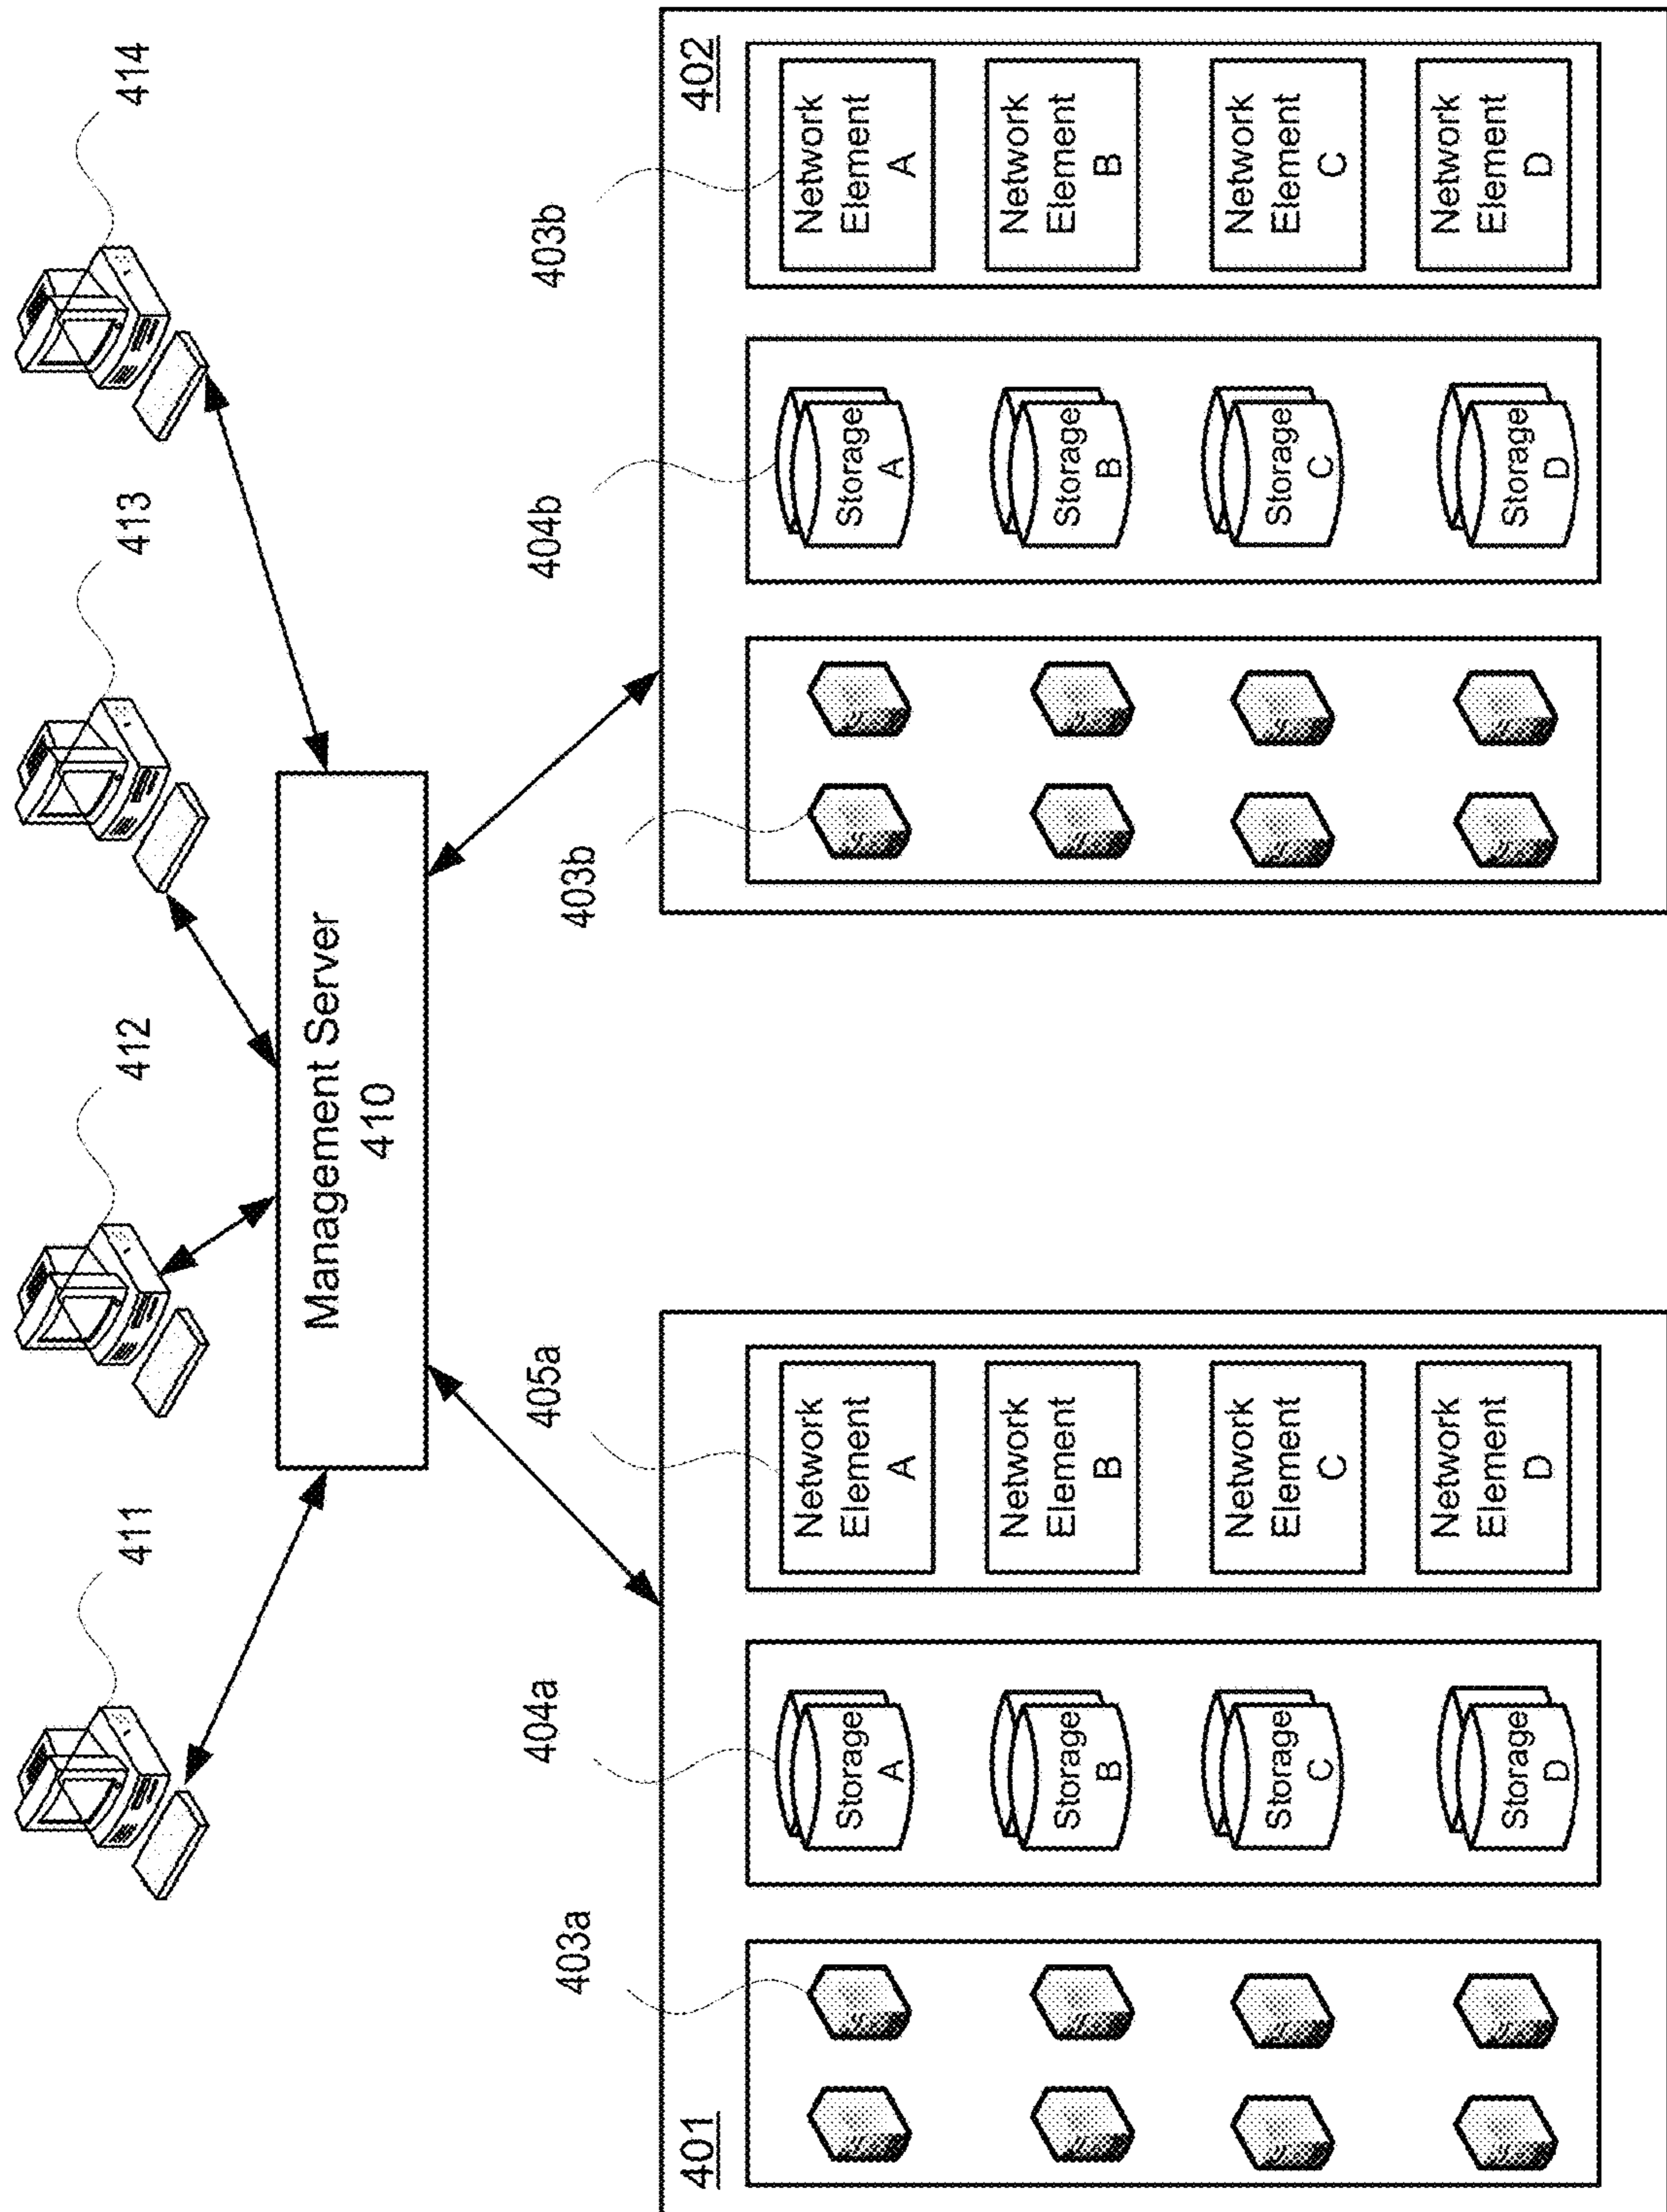 411
412
413
414
Management Server
410
401
403a
404a
405a
Storage
A
Storage
B
Storage
C
Storage
D
Network
Element
A
Network
Element
B
Network
Element
C
Network
Element
D
402
403b
404b
403b
Storage
A
Storage
B
Storage
C
Storage
D
Network
Element
A
Network
Element
B
Network
Element
C
Network
Element
D